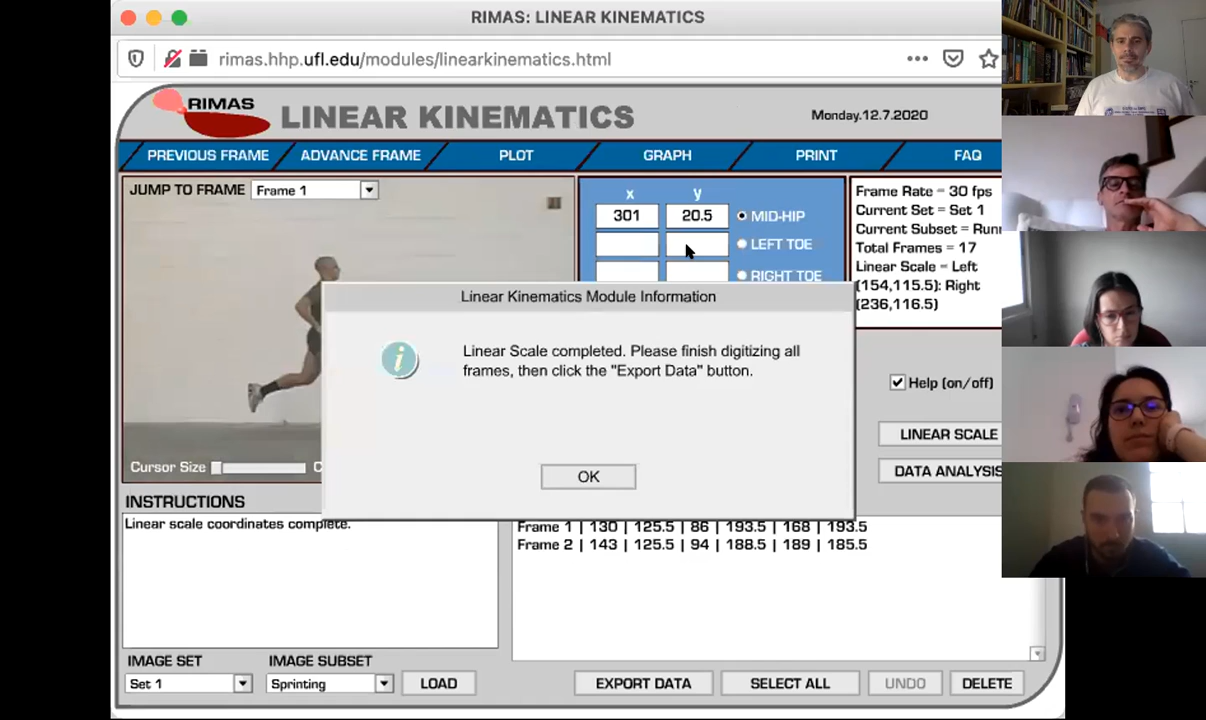 RIMAS: LINEAR KINEMATICS
rimas.hhp.ufl.edu/modules/linearkinematics.html
RIMAS
LINEAR KINEMATICS
Monday.12.7.2020
PREVIOUS FRAME
ADVANCE FRAME
PLOT
GRAPH
PRINT
FAQ
JUMP TO FRAME
Frame 1
x
y
301
20.5
MID-HIP
LEFT TOE
RIGHT TOE
Frame Rate = 30 fps
Current Set = Set 1
Current Subset = Runn
Total Frames = 17
Linear Scale = Left
(154,115.5): Right
(236,116.5)
Linear Kinematics Module Information
Linear Scale completed. Please finish digitizing all
frames, then click the "Export Data" button.
OK
Help (on/off)
LINEAR SCALE
DATA ANALYSIS
Cursor Size
C
INSTRUCTIONS
Linear scale coordinates complete.
Frame 1 | 130 | 125.5 | 86 | 193.5 | 168 | 193.5
Frame 2 | 143 | 125.5 | 94 | 188.5 | 189 | 185.5
IMAGE SET
IMAGE SUBSET
Set 1
Sprinting
LOAD
EXPORT DATA
SELECT ALL
UNDO
DELETE